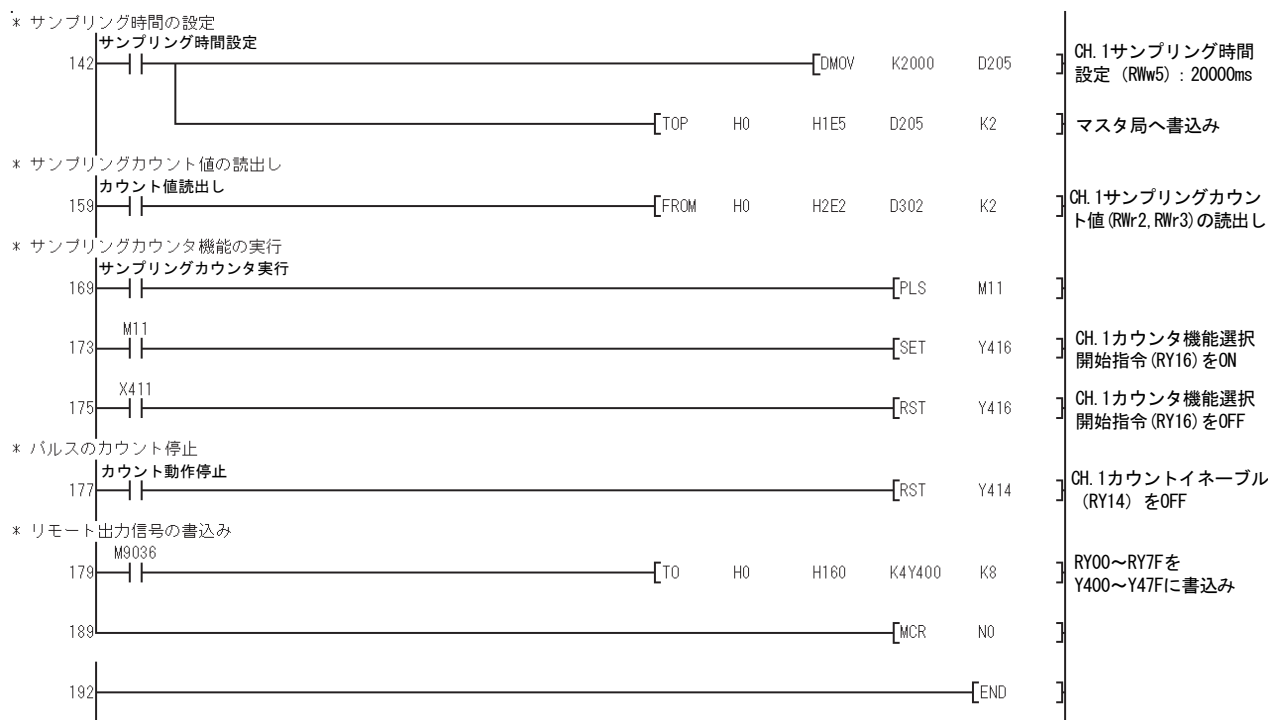 * サンプリング時間の設定
サンプリング時間設定
142 DMOV K2000 D205
CH.1サンプリング時間
設定（RWw5）: 20000ms
TOP H0 H1E5 D205 K2
マスタ局へ書込み
* サンプリングカウント値の読出し
カウント値読出し
159 FROM H0 H2E2 D302 K2
CH.1サンプリングカウン
ト値(RWr2,RWr3)の読出し
* サンプリングカウンタ機能の実行
サンプリングカウンタ実行
169 PLS M11
M11
173 SET Y416
CH.1カウンタ機能選択
開始指令(RY16)をON
X411
175 RST Y416
CH.1カウンタ機能選択
開始指令(RY16)をOFF
* パルスのカウント停止
カウント動作停止
177 RST Y414
CH.1カウントイネーブル
（RY14）をOFF
* リモート出力信号の書込み
M9036
179 TO H0 H160 K4Y400 K8
RY00～RY7Fを
Y400～Y47Fに書込み
189 MCR N0
192 END